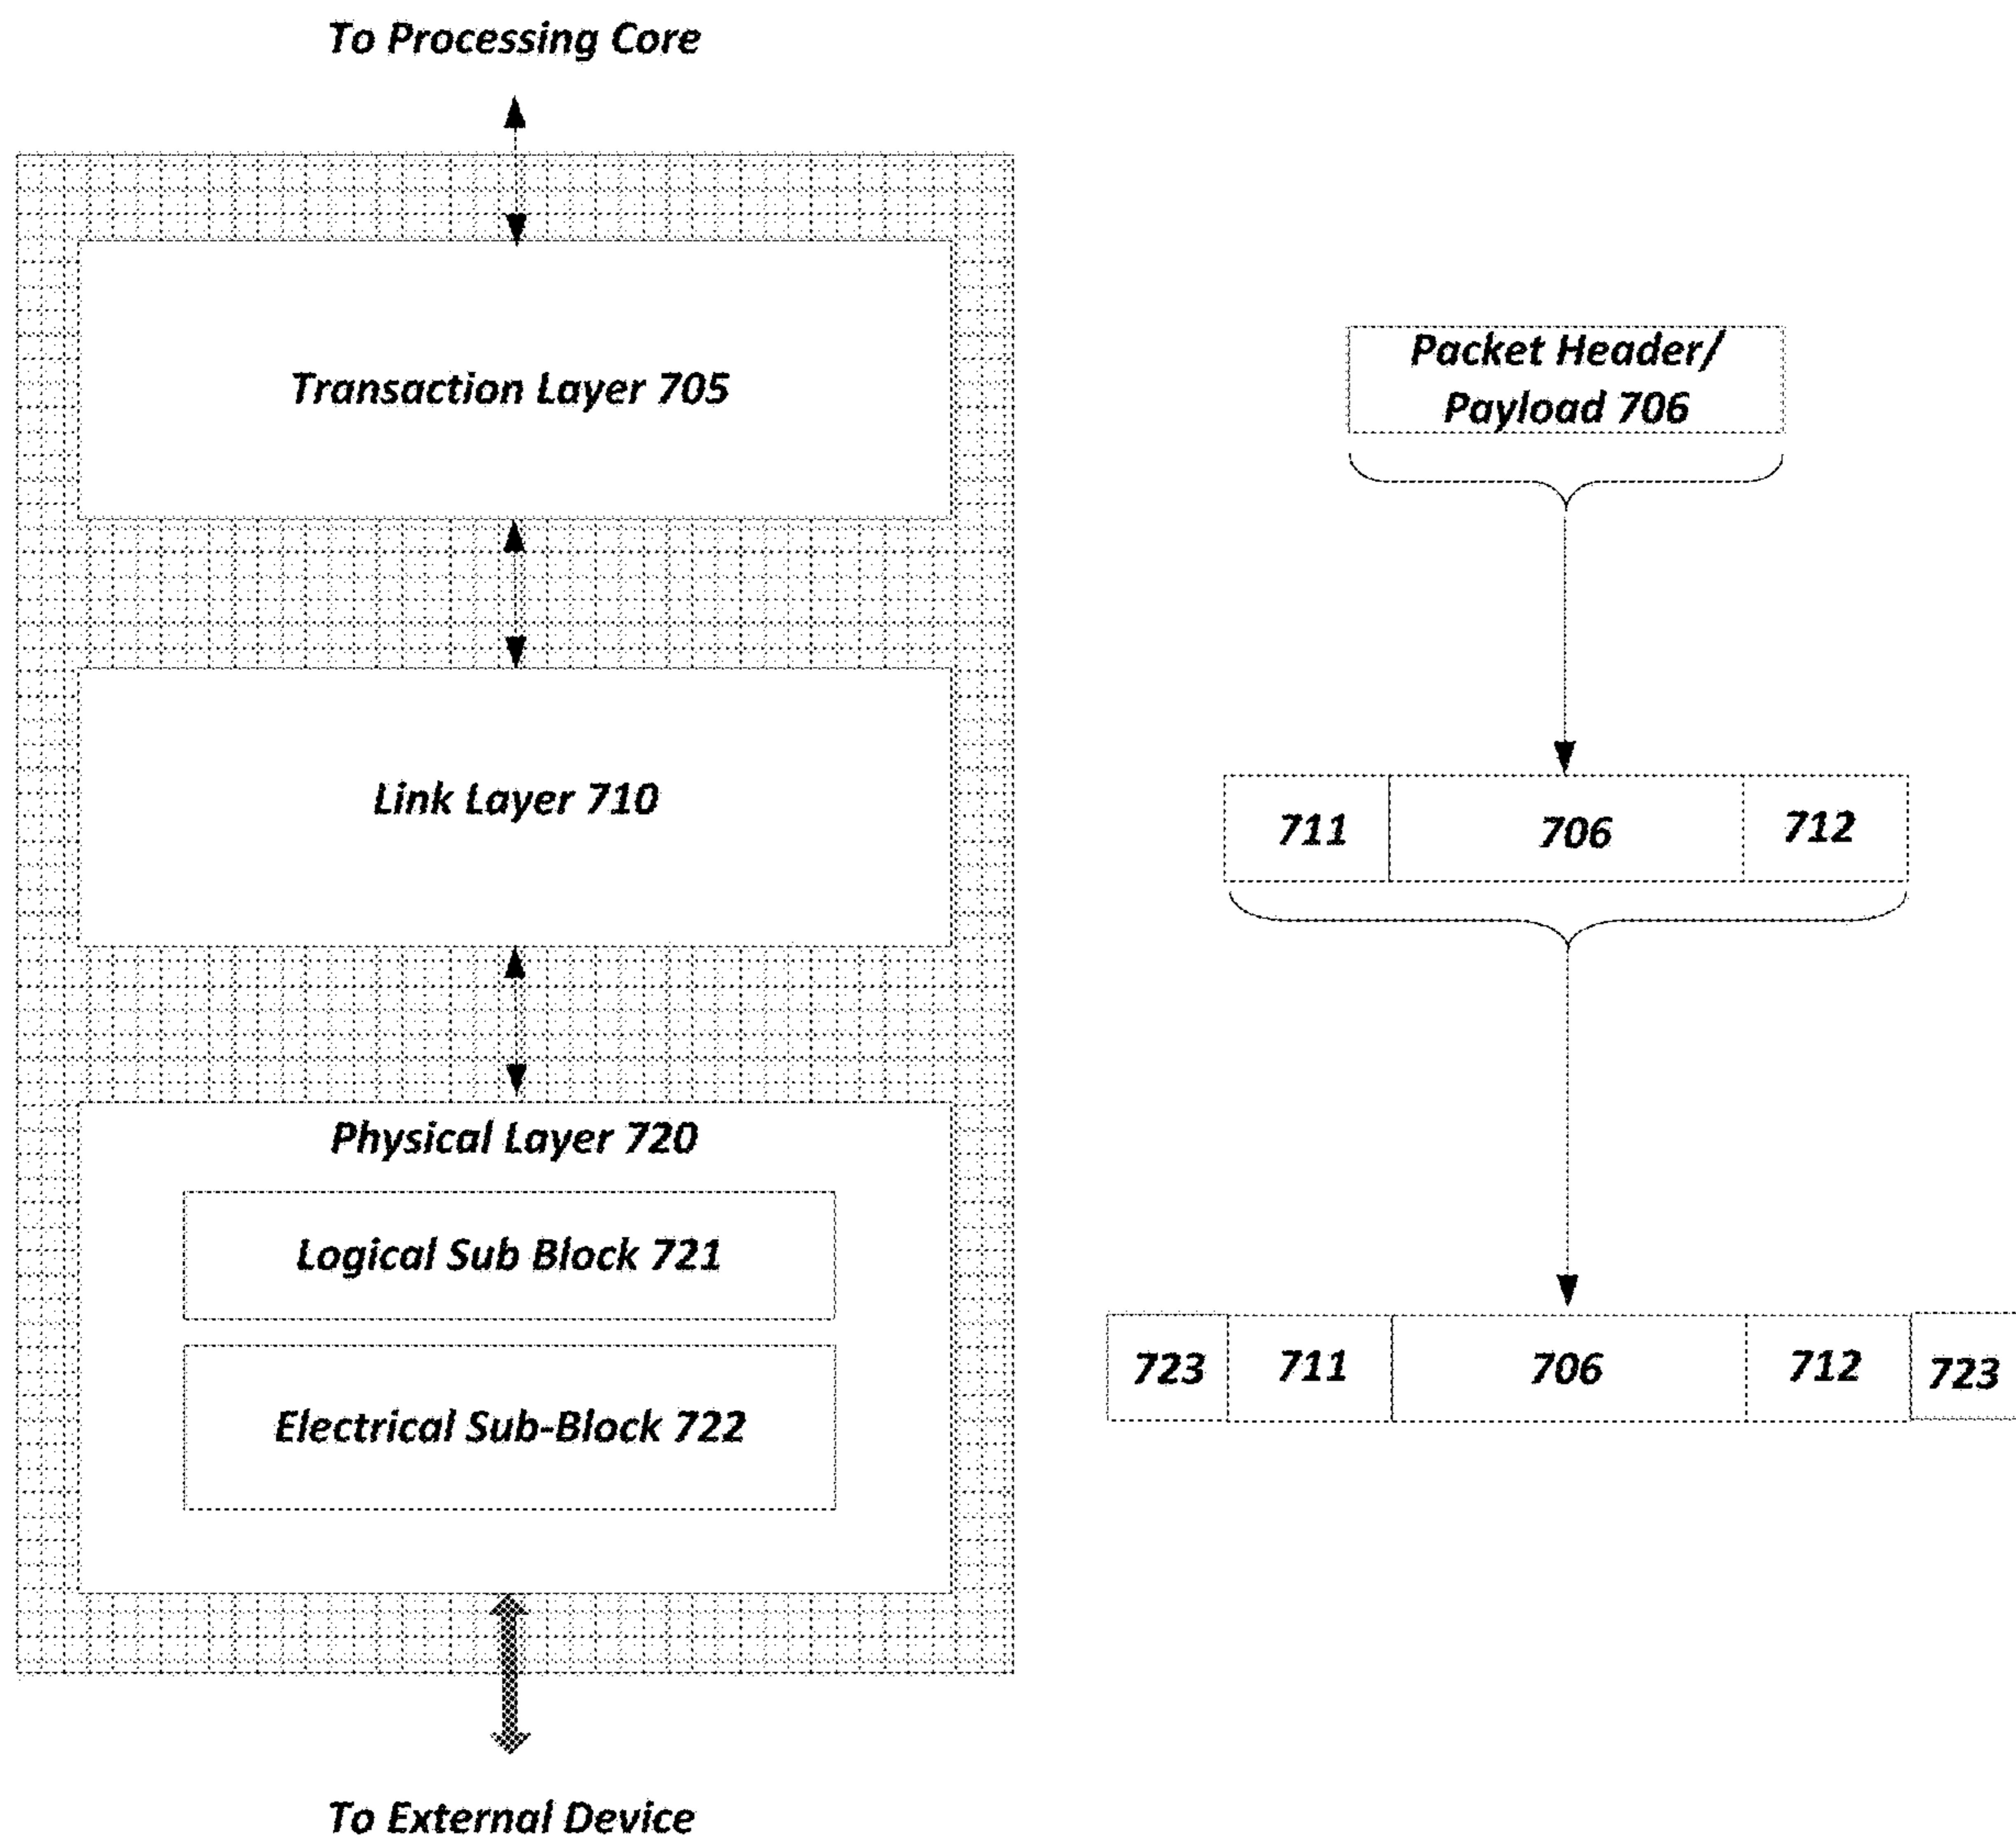 To Processing Core
Transaction Layer 705
Packet Header/
Payload 706
Link Layer 710
711 706 712
Physical Layer 720
Logical Sub Block 721
Electrical Sub-Block 722
723 711 706 712 723
To External Device